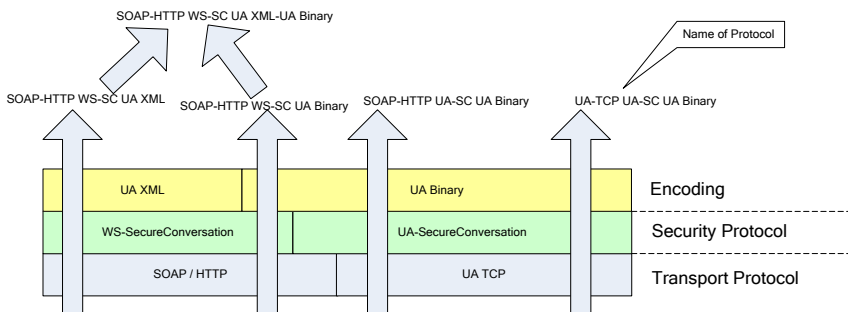 SOAP-HTTP WS-SC UA XML-UA Binary
Name of Protocol
SOAP-HTTP WS-SC UA XML
SOAP-HTTP WS-SC UA Binary
SOAP-HTTP UA-SC UA Binary
UA-TCP UA-SC UA Binary
UA XML
UA Binary
Encoding
WS-SecureConversation
UA-SecureConversation
Security Protocol
SOAP / HTTP
UA TCP
Transport Protocol